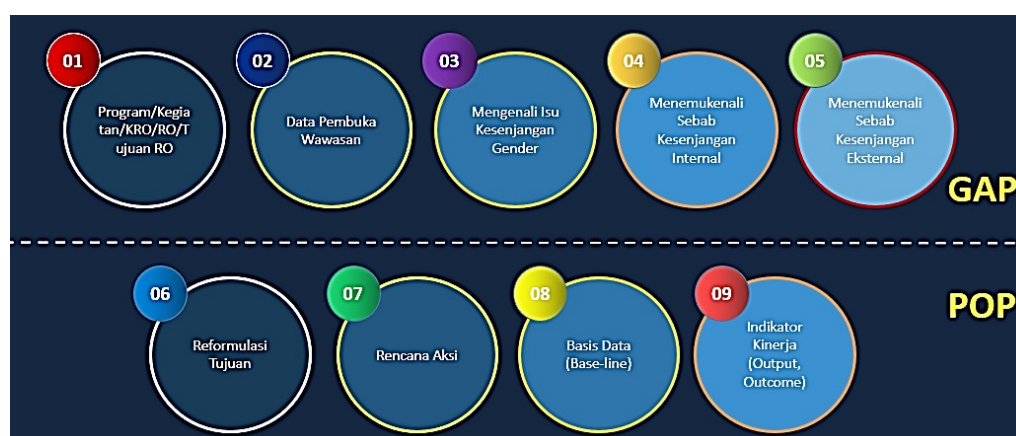 01
Program/Kegia
tan/KRO/RO/T
ujuan RO
02
Data Pembuka
Wawasan
03
Mengenali Isu
Kesenjangan
Gender
04
Menemukenali
Sebab
Kesenjangan
Internal
05
Menemukenali
Sebab
Kesenjangan
Eksternal
GAP
06
Reformulasi
Tujuan
07
Rencana Aksi
08
Basis Data
(Base-line)
09
Indikator
Kinerja
(Output,
Outcome)
POP